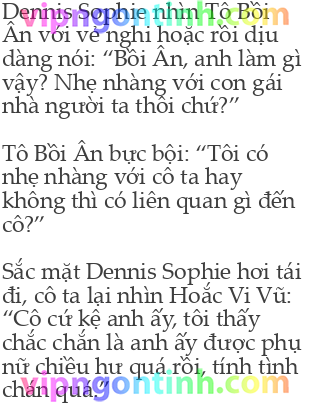 Dennis Sophie nhìn Tô Bồi
Ân với vẻ nghi hoặc rồi dịu
dàng nói: “Bồi Ân, anh làm gì
vậy? Nhẹ nhàng với con gái
nhà người ta thôi chứ?”

Tô Bồi Ân bực bội: “Tôi có
nhẹ nhàng với cô ta hay
không thì có liên quan gì đến
cô?”

Sắc mặt Dennis Sophie hơi tái
đi, cô ta lại nhìn Hoắc Vi Vũ:
“Cô cứ kệ anh ấy, tôi thấy
chắc chắn là anh ấy được phụ
nữ chiều hư quá rồi, tính tình
chán quá.”
vipngontinh.com
vipngontinh.com